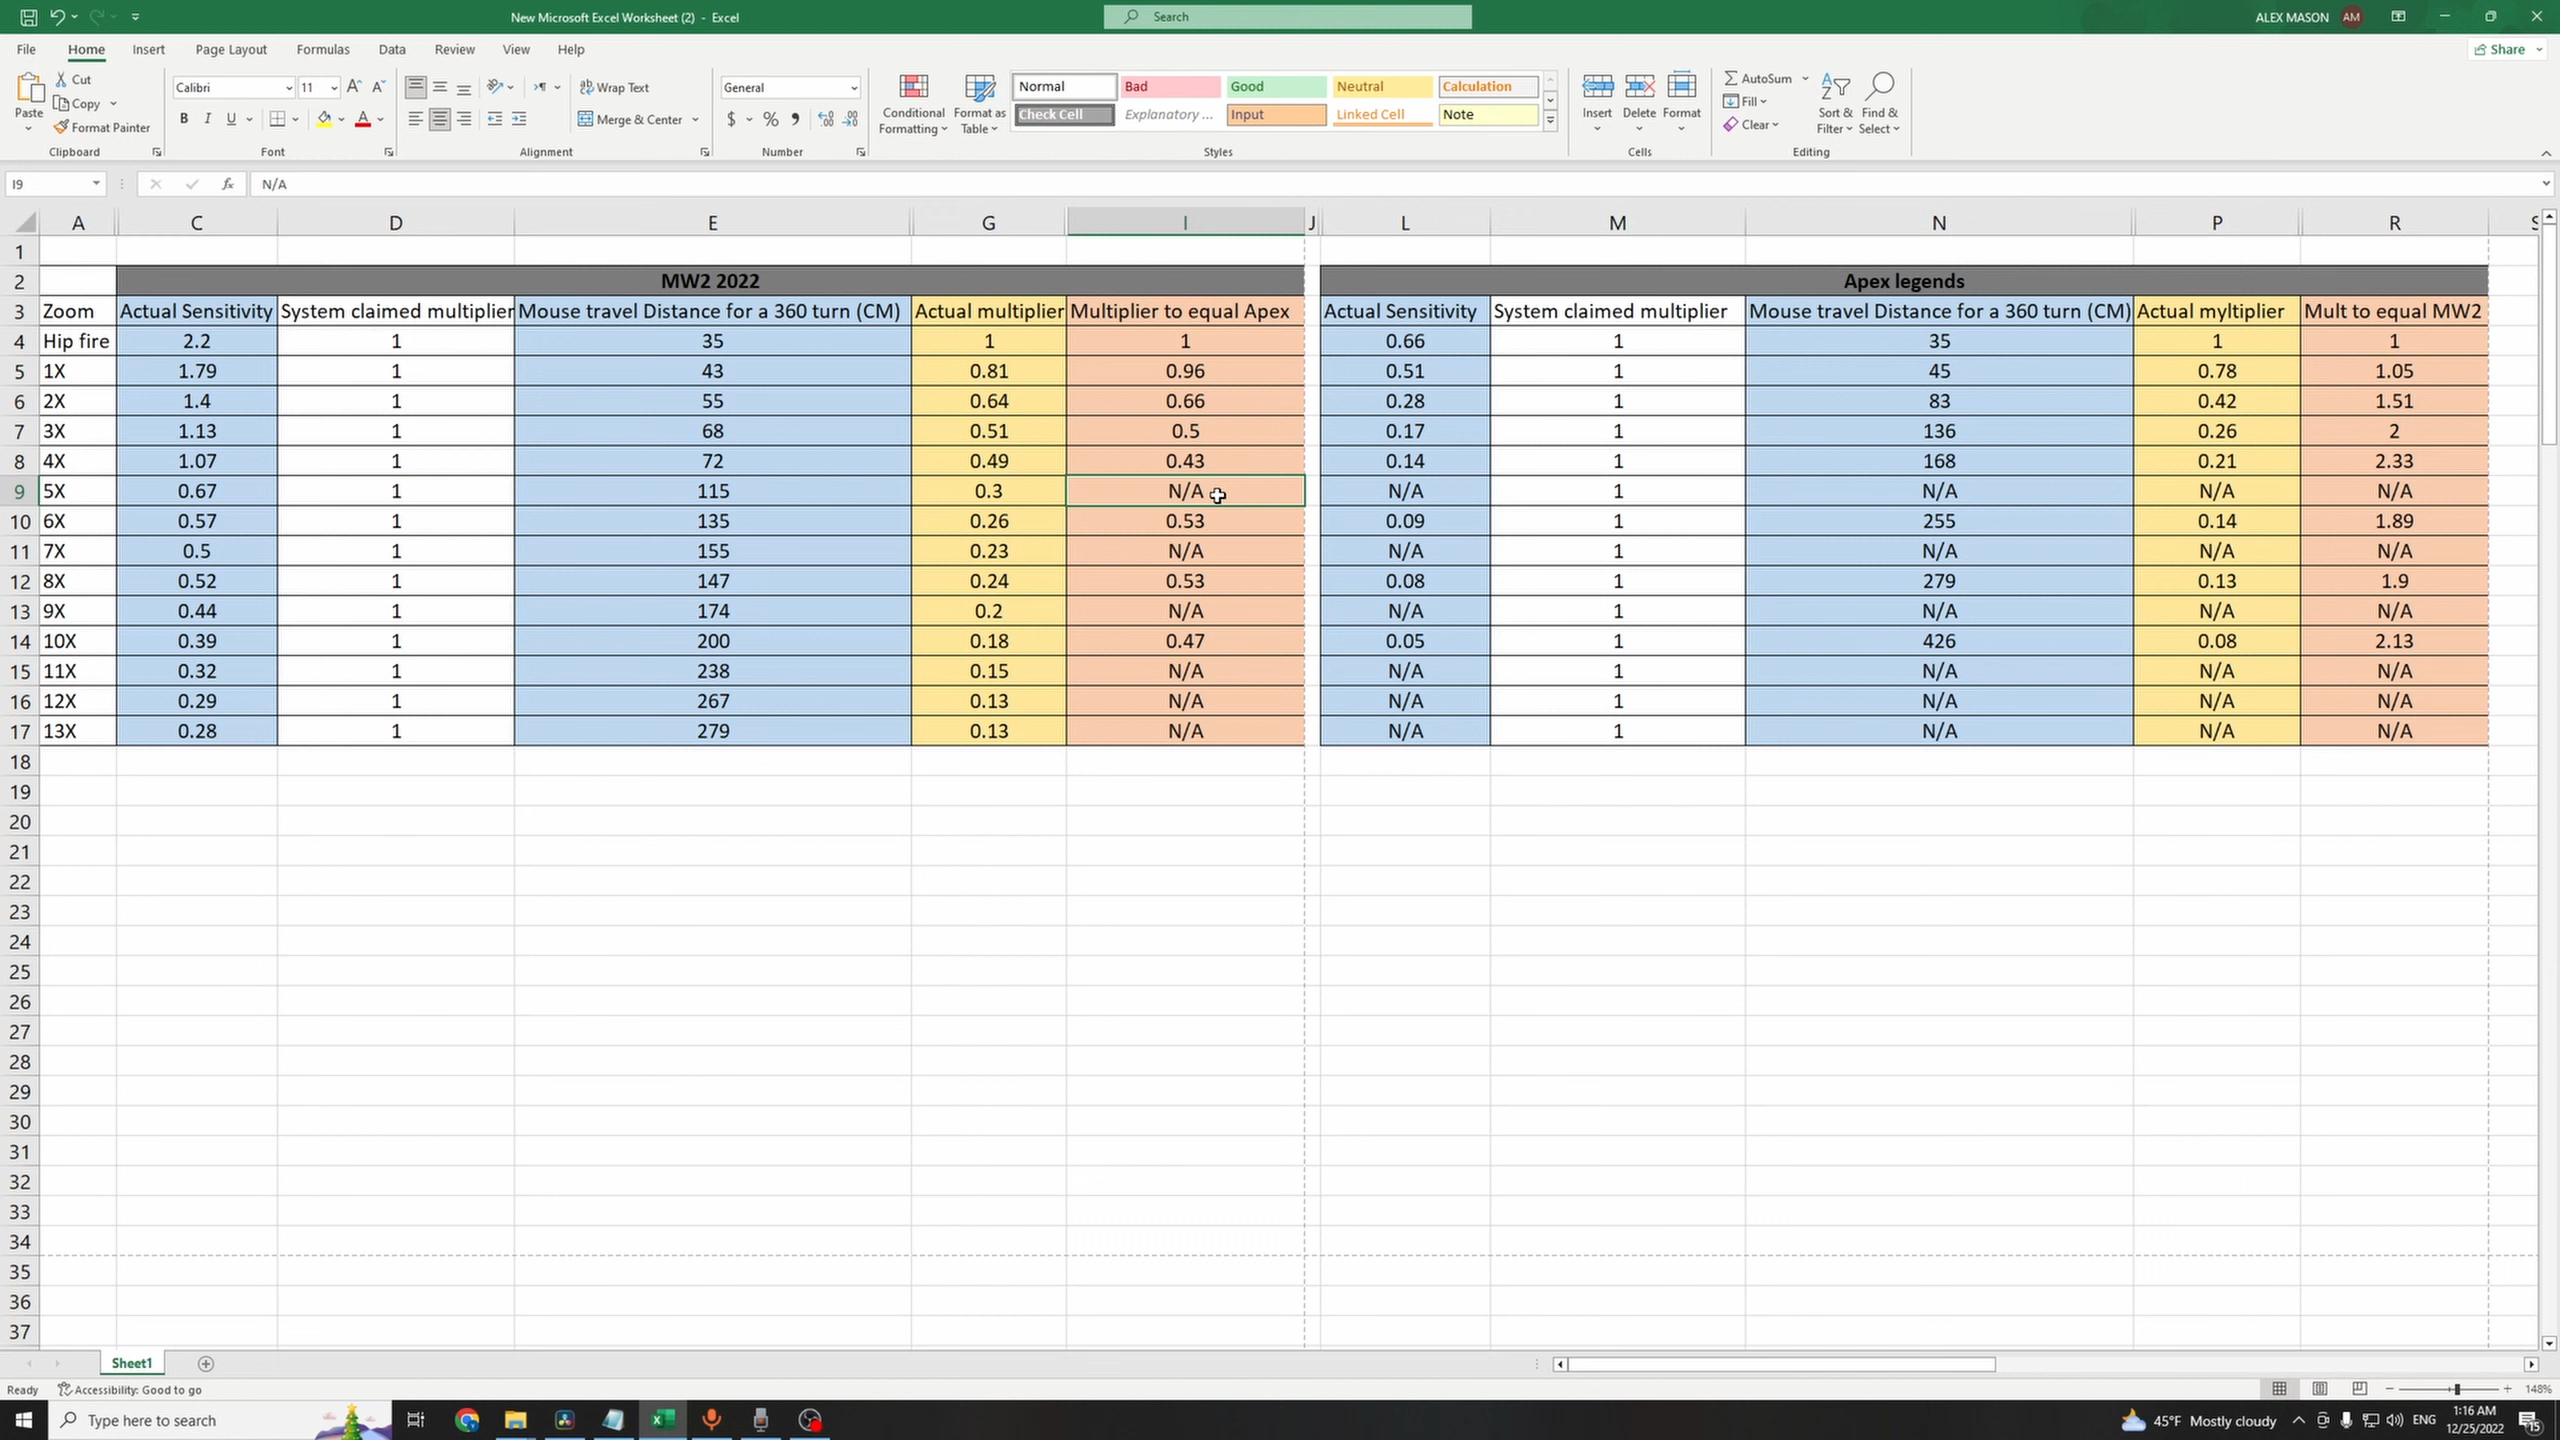 New Microsoft Excel Worksheet (2) - Excel
Search
ALEX MASON AM
File Home Insert Page Layout Formulas Data Review View Help Share
Paste Cut Copy Format Painter Clipboard
Calibri 11 B I U Font
Wrap Text Merge & Center Alignment
General $ % Number
Conditional Formatting Format as Table
Normal Bad Good Neutral Calculation
Check Cell Explanatory ... Input Linked Cell Note
Styles
Insert Delete Format Cells
AutoSum Fill Clear Sort & Filter Find & Select Editing
I9 fx N/A
A C D E G I J L M N P R S
1
2 MW2 2022 Apex legends
3 Zoom Actual Sensitivity System claimed multiplier Mouse travel Distance for a 360 turn (CM) Actual multiplier Multiplier to equal Apex Actual Sensitivity System claimed multiplier Mouse travel Distance for a 360 turn (CM) Actual myltiplier Mult to equal MW2
4 Hip fire 2.2 1 35 1 1 0.66 1 35 1 1
5 1X 1.79 1 43 0.81 0.96 0.51 1 45 0.78 1.05
6 2X 1.4 1 55 0.64 0.66 0.28 1 83 0.42 1.51
7 3X 1.13 1 68 0.51 0.5 0.17 1 136 0.26 2
8 4X 1.07 1 72 0.49 0.43 0.14 1 168 0.21 2.33
9 5X 0.67 1 115 0.3 N/A N/A 1 N/A N/A N/A
10 6X 0.57 1 135 0.26 0.53 0.09 1 255 0.14 1.89
11 7X 0.5 1 155 0.23 N/A N/A 1 N/A N/A N/A
12 8X 0.52 1 147 0.24 0.53 0.08 1 279 0.13 1.9
13 9X 0.44 1 174 0.2 N/A N/A 1 N/A N/A N/A
14 10X 0.39 1 200 0.18 0.47 0.05 1 426 0.08 2.13
15 11X 0.32 1 238 0.15 N/A N/A 1 N/A N/A N/A
16 12X 0.29 1 267 0.13 N/A N/A 1 N/A N/A N/A
17 13X 0.28 1 279 0.13 N/A N/A 1 N/A N/A N/A
18
19
20
21
22
23
24
25
26
27
28
29
30
31
32
33
34
35
36
37
Sheet1
Ready Accessibility: Good to go 148%
Type here to search 45°F Mostly cloudy ENG 1:16 AM 15
12/25/2022